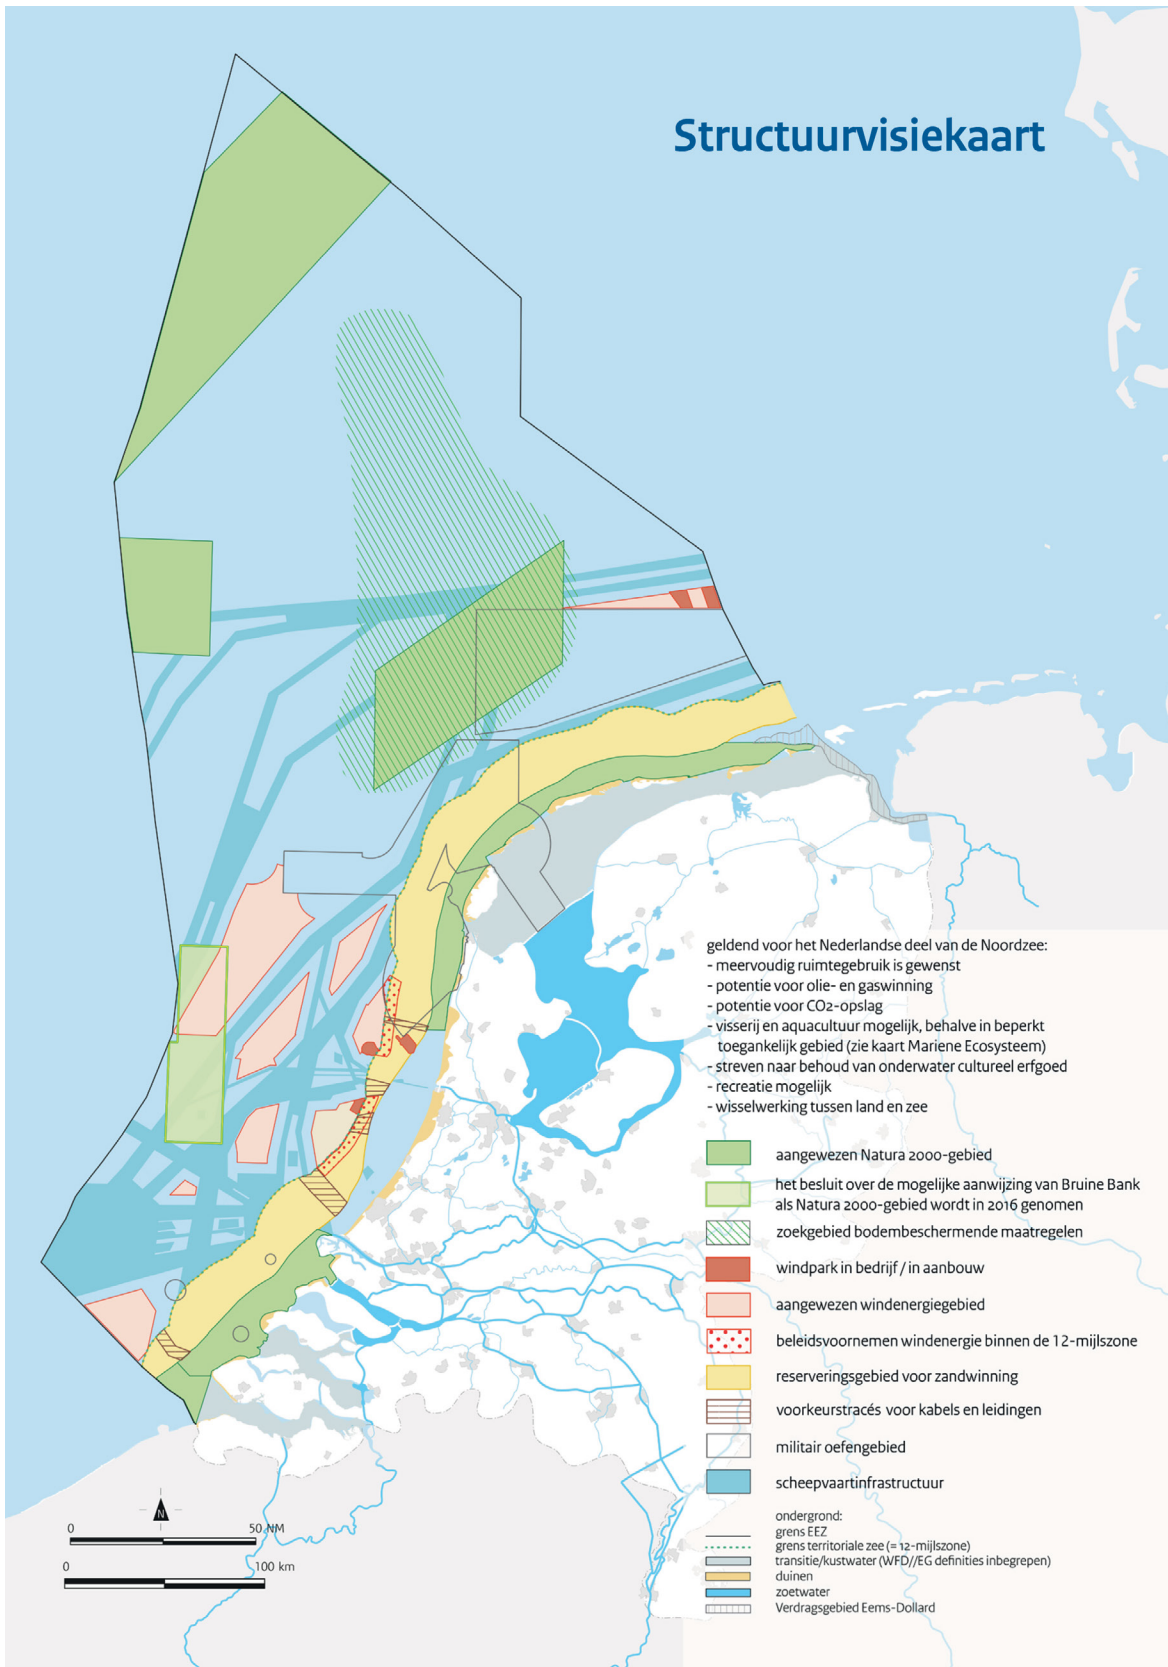 Structuurvisiekaart
geldend voor het Nederlandse deel van de Noordzee:
- meervoudig ruimtegebruik is gewenst
- potentie voor olie- en gaswinning
- potentie voor CO2-opslag
- visserij en aquacultuur mogelijk, behalve in beperkt
toegankelijk gebied (zie kaart Mariene Ecosysteem)
- streven naar behoud van onderwater cultureel erfgoed
- recreatie mogelijk
- wisselwerking tussen land en zee
aangewezen Natura 2000-gebied
het besluit over de mogelijke aanwijzing van Bruine Bank
als Natura 2000-gebied wordt in 2016 genomen
zoekgebied bodembeschermende maatregelen
windpark in bedrijf / in aanbouw
aangewezen windenergiegebied
beleidsvoornemen windenergie binnen de 12-mijlszone
reserveringsgebied voor zandwinning
voorkeurstracés voor kabels en leidingen
militair oefengebied
scheepvaartinfrastructuur
ondergrond:
grens EEZ
grens territoriale zee (= 12-mijlszone)
transitie/kustwater (WFD//EG definities inbegrepen)
duinen
zoetwater
Verdragsgebied Eems-Dollard
N
0 50 NM
0 100 km